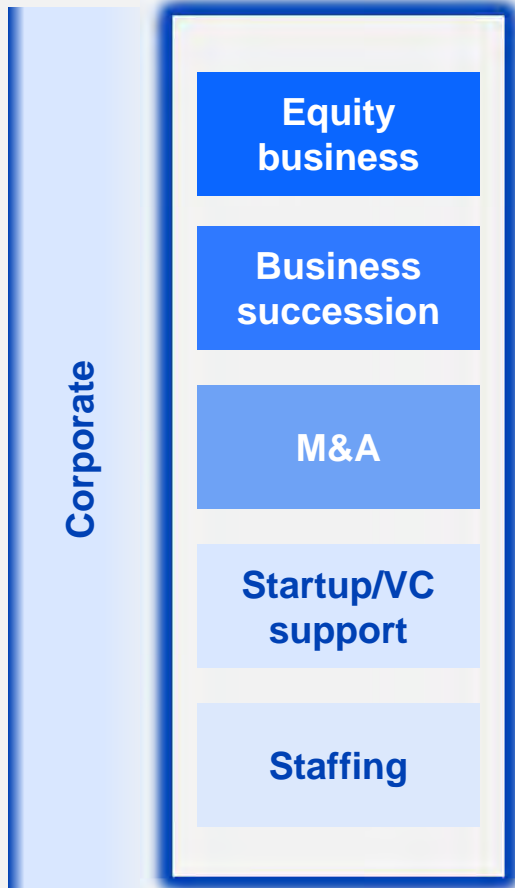 Corporate
Equity
business
Business
succession
M&A
Startup/VC
support
Staffing